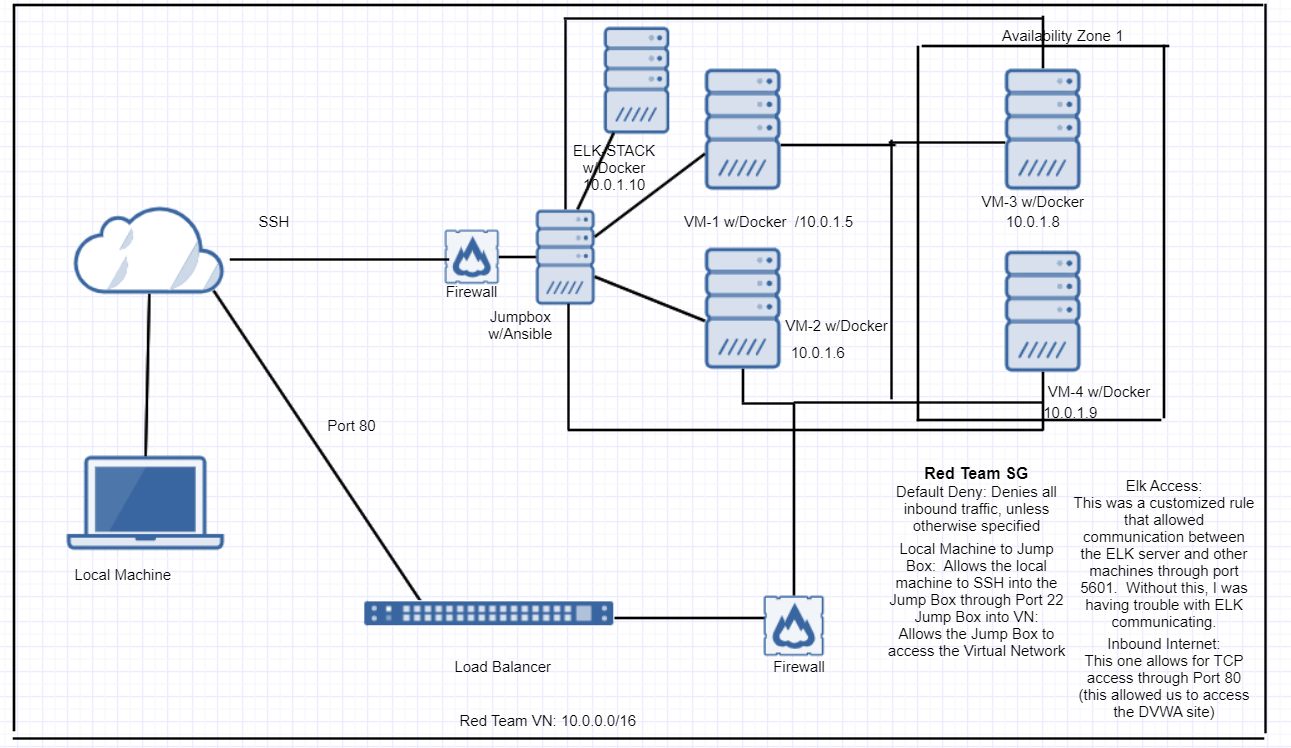 Availability Zone 1
ELK STACK
w/Docker
10.0.1.10
VM-1 w/Docker /10.0.1.5
VM-3 w/Docker
10.0.1.8
SSH
Firewall
Jumpbox
w/Ansible
VM-2 w/Docker
10.0.1.6
VM-4 w/Docker
10.0.1.9
Port 80
Local Machine
Load Balancer
Firewall
Red Team VN: 10.0.0.0/16
Red Team SG
Default Deny: Denies all
inbound traffic, unless
otherwise specified
Local Machine to Jump
Box: Allows the local
machine to SSH into the
Jump Box through Port 22
Jump Box into VN:
Allows the Jump Box to
access the Virtual Network
Elk Access:
This was a customized rule
that allowed
communication between
the ELK server and other
machines through port
5601. Without this, I was
having trouble with ELK
communicating.
Inbound Internet:
This one allows for TCP
access through Port 80
(this allowed us to access
the DVWA site)